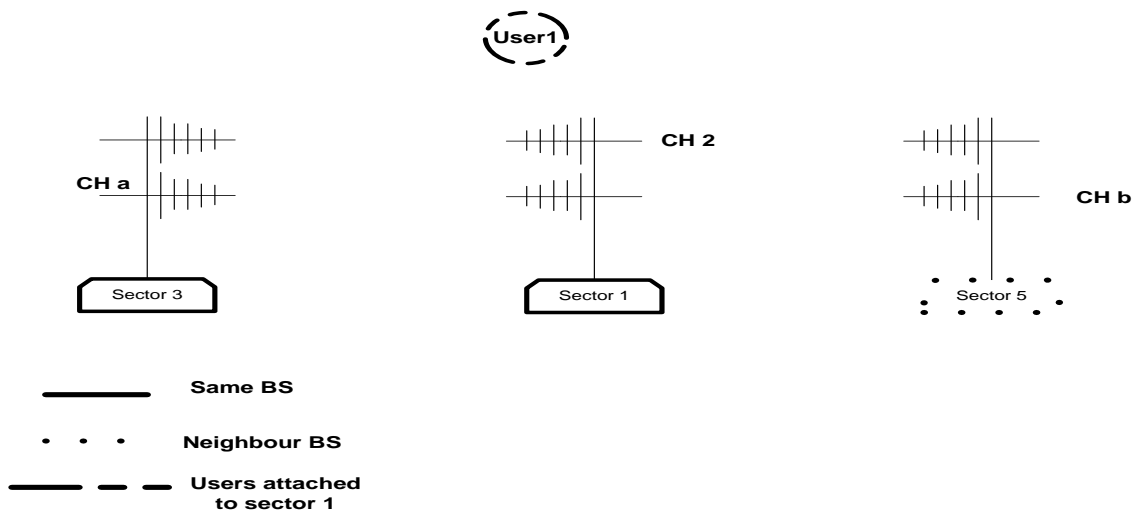 User1
CH 2
CH a
CH b
Sector 3
Sector 1
Sector 5
Same BS
Neighbour BS
Users attached
to sector 1